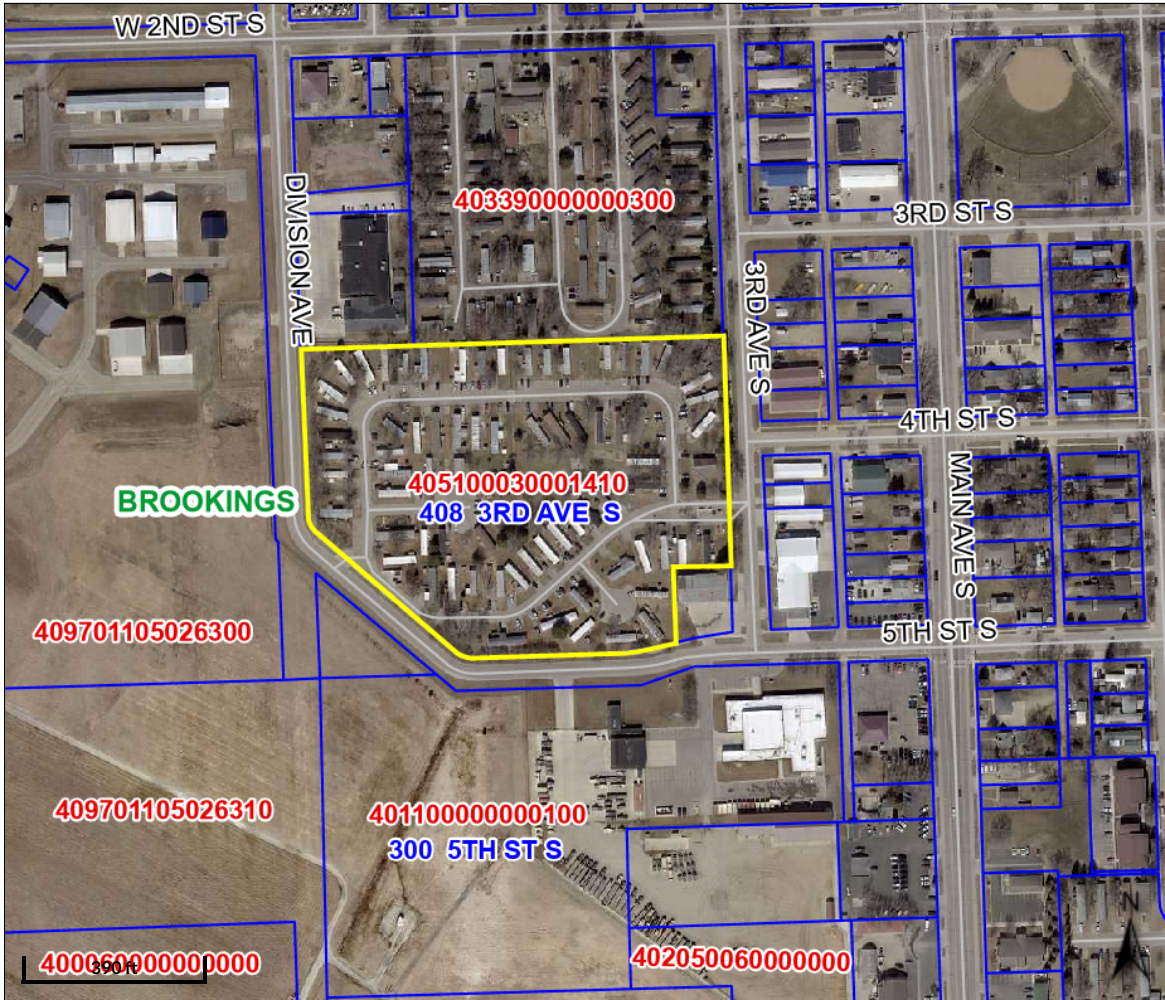 W 2ND ST S
DIVISION AVE
403390000000300
3RD ST S
3RD AVE S
4TH ST S
405100030001410
408 3RD AVE S
BROOKINGS
MAIN AVE S
409701105026300
5TH ST S
409701105026310
401100000000100
300 5TH ST S
400060000000000
390 ft
402050060000000
N